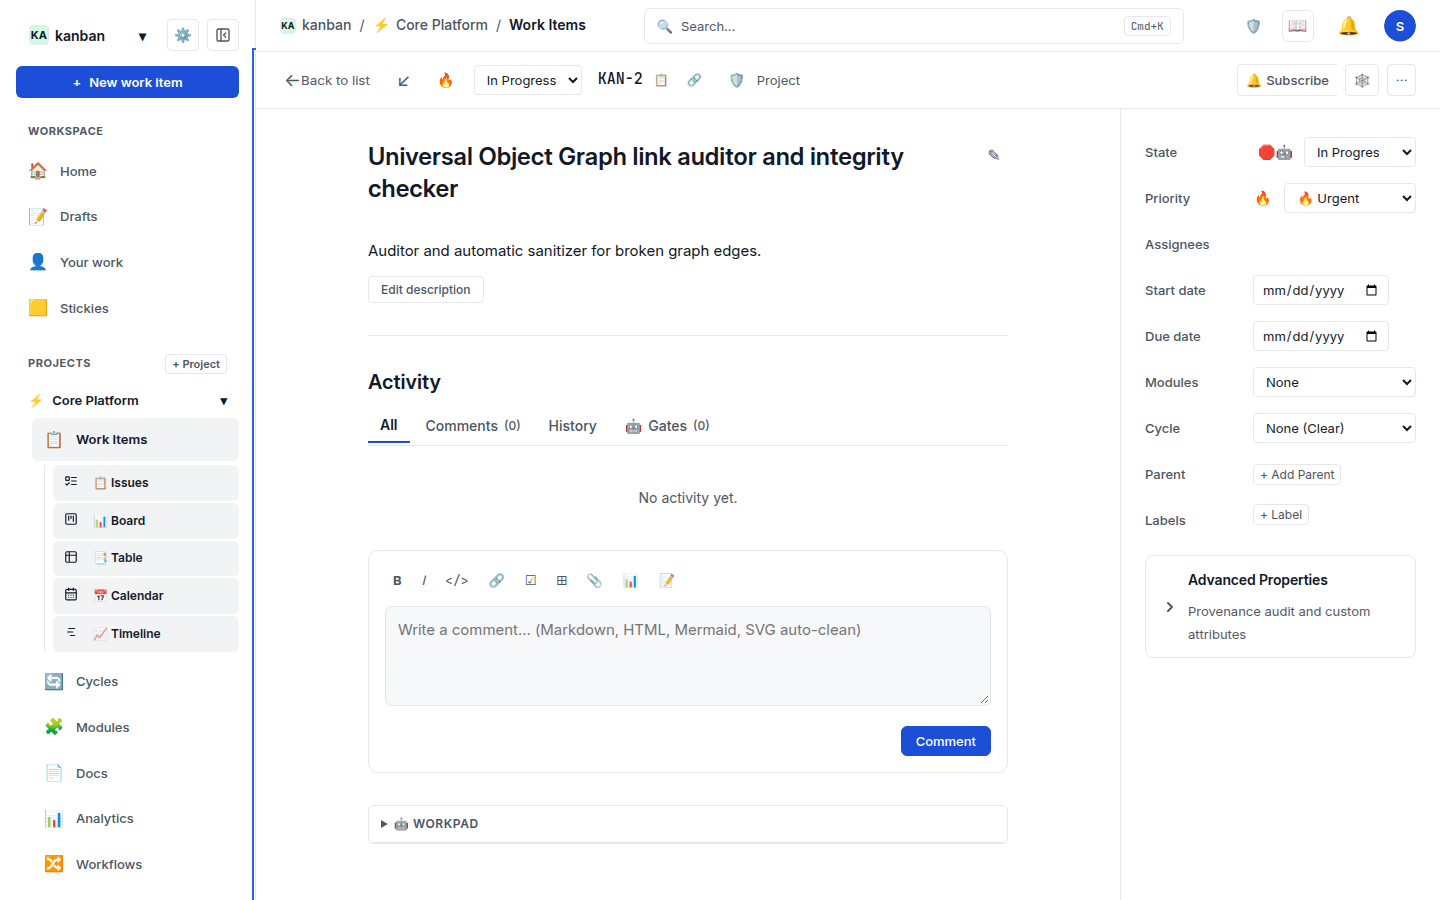 KA kanban
+ New work item
WORKSPACE
Home
Drafts
Your work
Stickies
PROJECTS
+ Project
Core Platform
Work Items
Issues
Board
Table
Calendar
Timeline
Cycles
Modules
Docs
Analytics
Workflows
KA kanban / Core Platform / Work Items
Search...
Cmd+K
S
Back to list
In Progress
KAN-2
Project
Subscribe
...
Universal Object Graph link auditor and integrity
checker
Auditor and automatic sanitizer for broken graph edges.
Edit description
Activity
All
Comments (0)
History
Gates (0)
No activity yet.
B I </>
Write a comment... (Markdown, HTML, Mermaid, SVG auto-clean)
Comment
WORKPAD
State
In Progres
Priority
Urgent
Assignees
Start date
mm/dd/yyyy
Due date
mm/dd/yyyy
Modules
None
Cycle
None (Clear)
Parent
+ Add Parent
Labels
+ Label
Advanced Properties
Provenance audit and custom
attributes